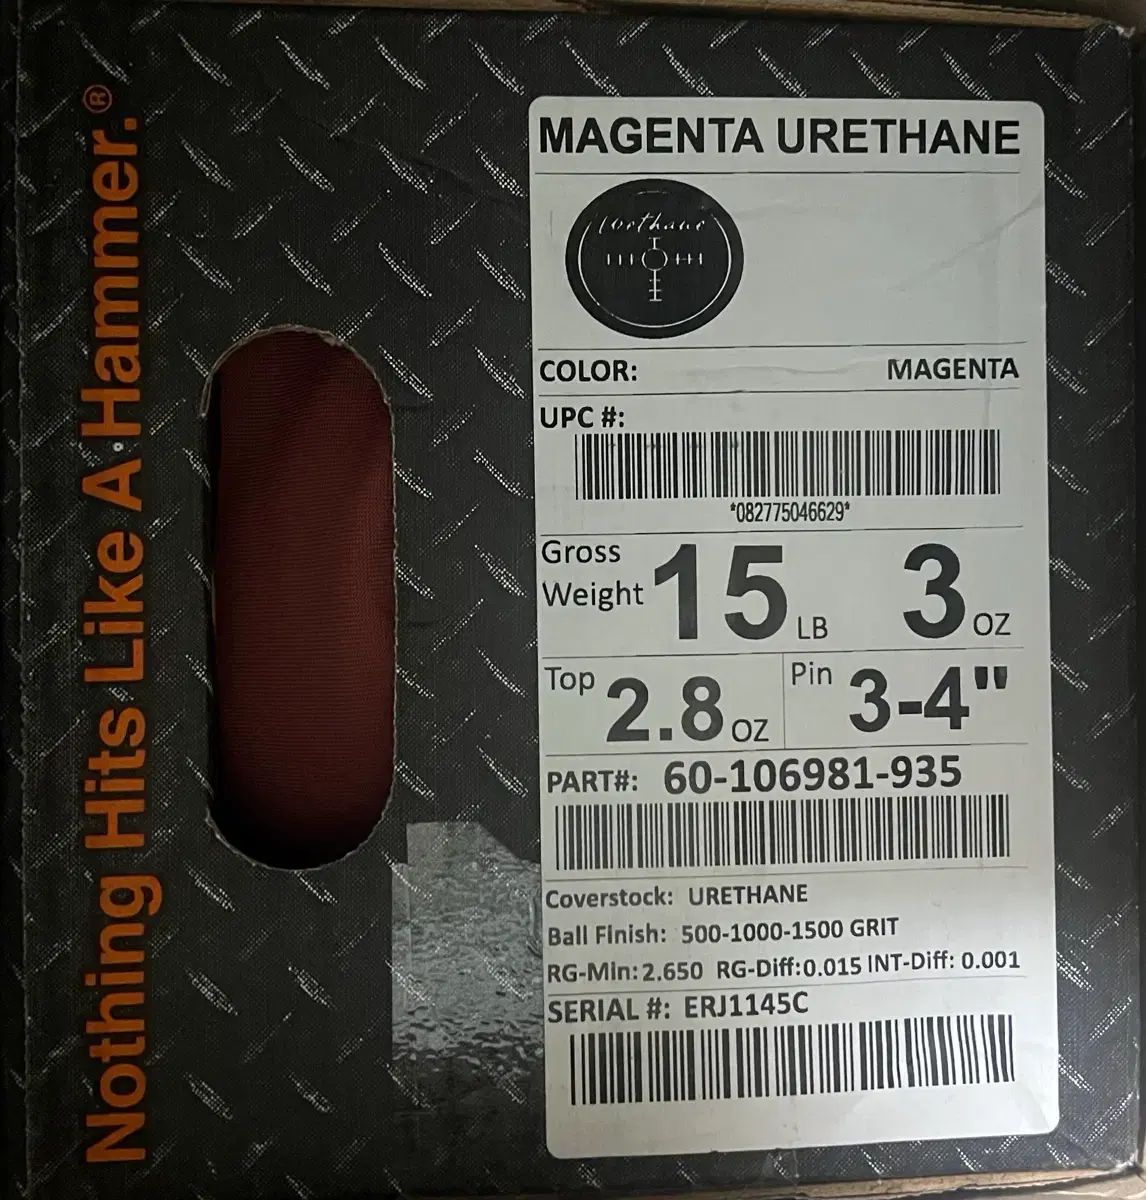 Nothing Hits Like A Hammer.®
MAGENTA URETHANE
Urethane
COLOR: MAGENTA
UPC #:
*082775046629*
Gross Weight 15 LB 3 OZ
Top 2.8 OZ Pin 3-4"
PART#: 60-106981-935
Coverstock: URETHANE
Ball Finish: 500-1000-1500 GRIT
RG-Min: 2.650 RG-Diff: 0.015 INT-Diff: 0.001
SERIAL #: ERJ1145C